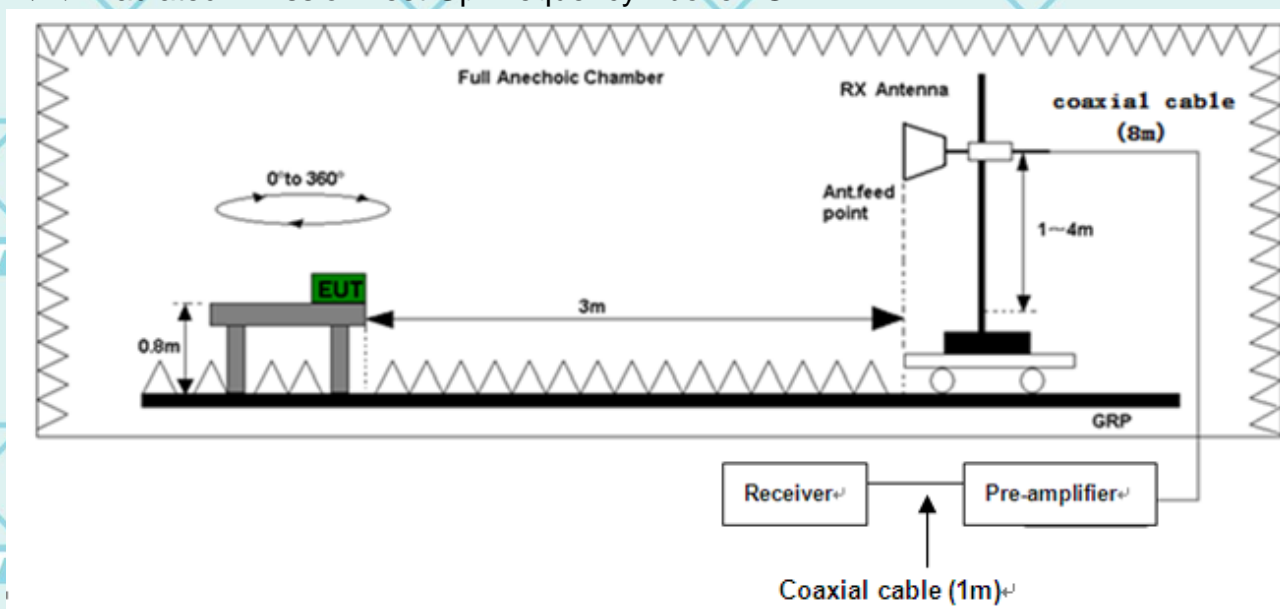 Full Anechoic Chamber
RX Antenna
coaxial cable
(8m)
0°to 360°
Ant.feed
point
1～4m
EUT
3m
0.8m
GRP
Receiver↵
Pre-amplifier↵
Coaxial cable (1m)↵